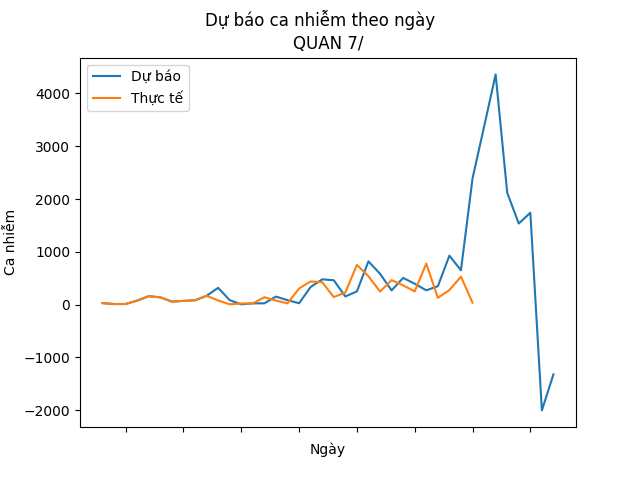 Dự báo ca nhiễm theo ngày
QUAN 7/
Dự báo
Thực tế
4000
3000
2000
1000
0
−1000
−2000
Ca nhiễm
Ngày